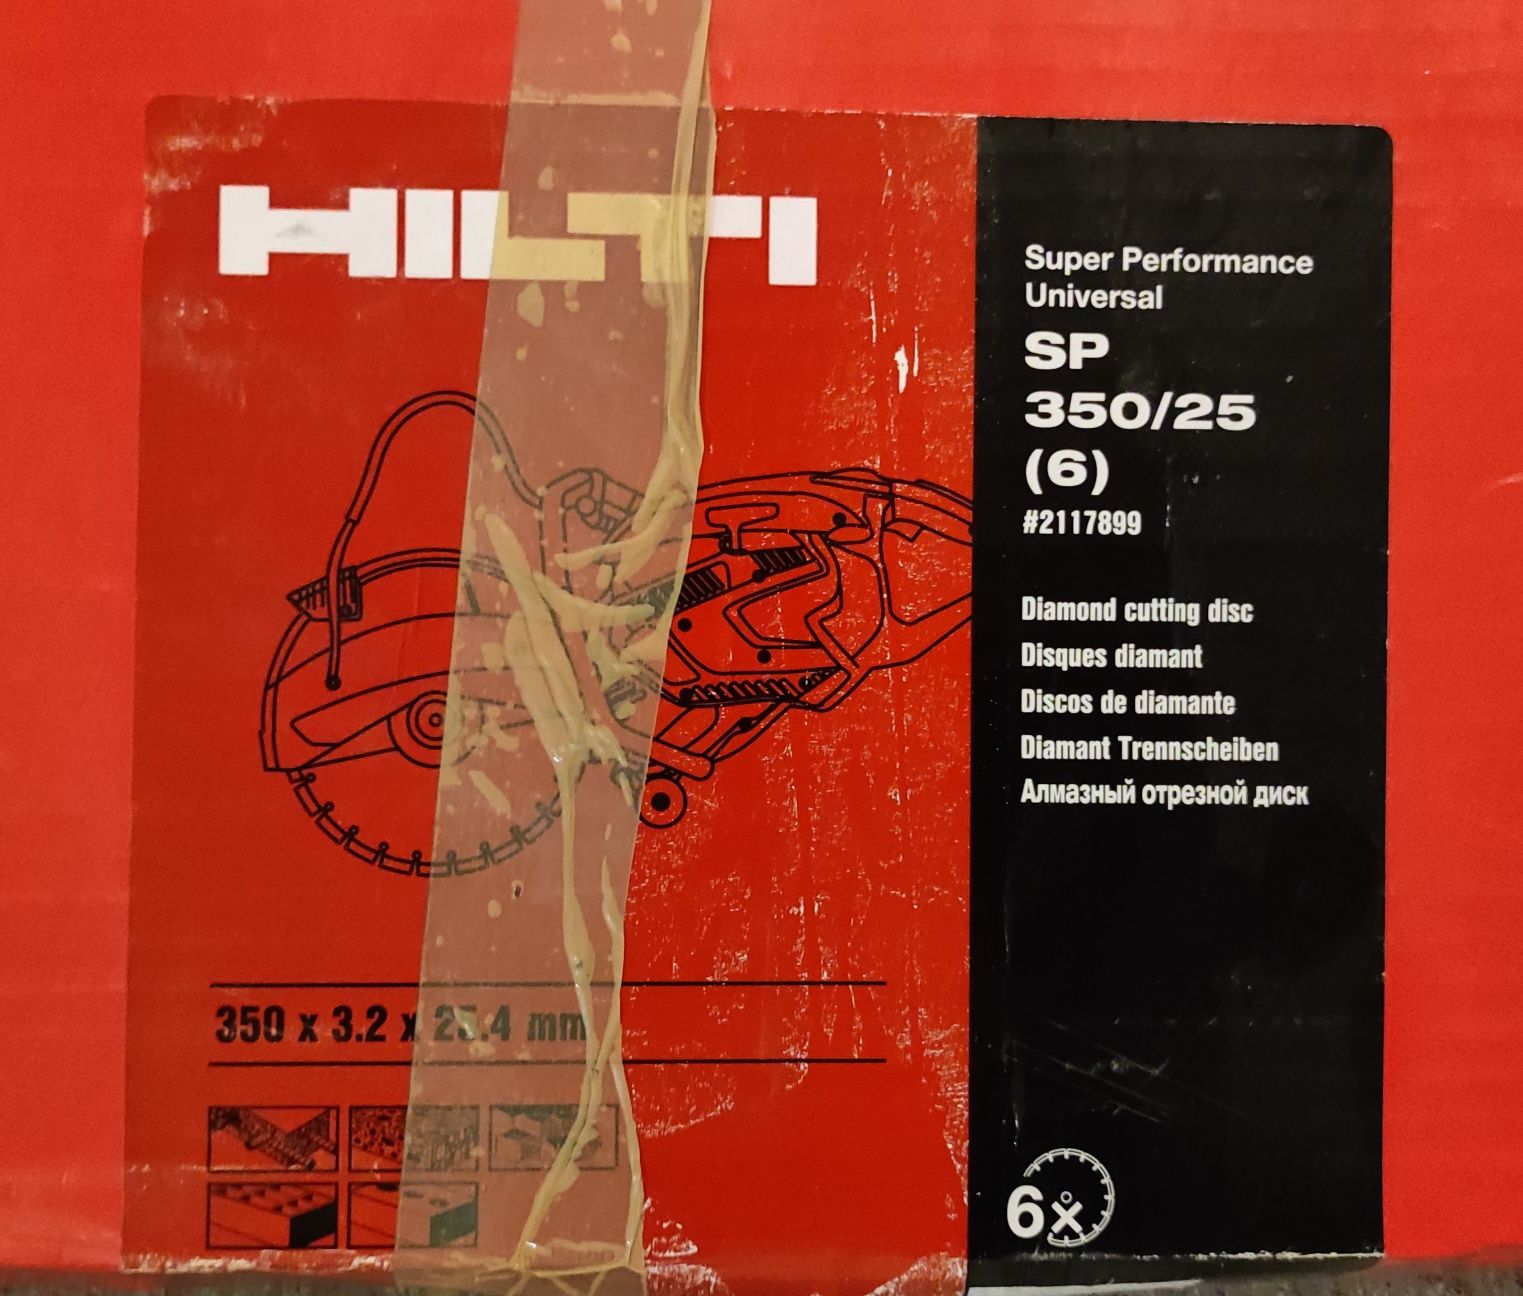 HILTI
Super Performance
Universal
SP
350/25
(6)
#2117899
Diamond cutting disc
Disques diamant
Discos de diamante
Diamant Trennscheiben
Алмазный отрезной диск
350 x 3.2 x 25.4 mm
6x